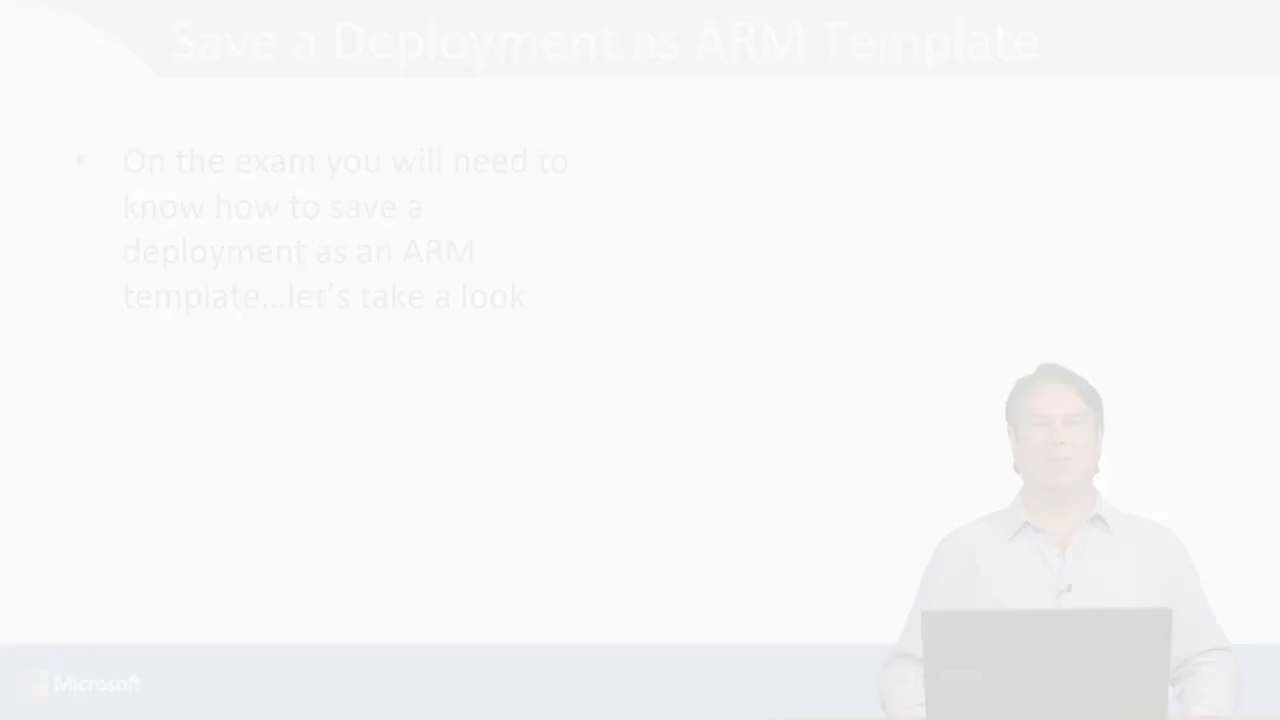 Save a Deployment as ARM Template
• On the exam you will need to
know how to save a
deployment as an ARM
template...let's take a look
Microsoft